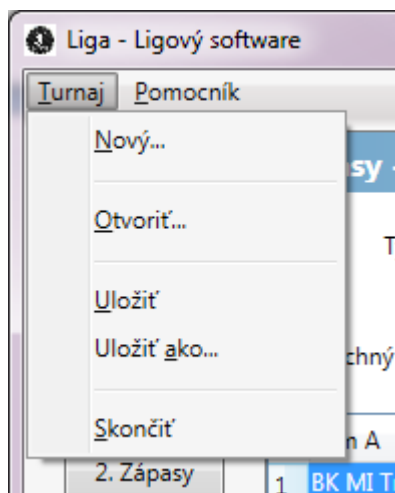 Liga - Ligový software
Turnaj Pomocník
Nový...
Otvoriť...
Uložiť
Uložiť ako...
Skončiť
2. Zápasy
1 BK MI